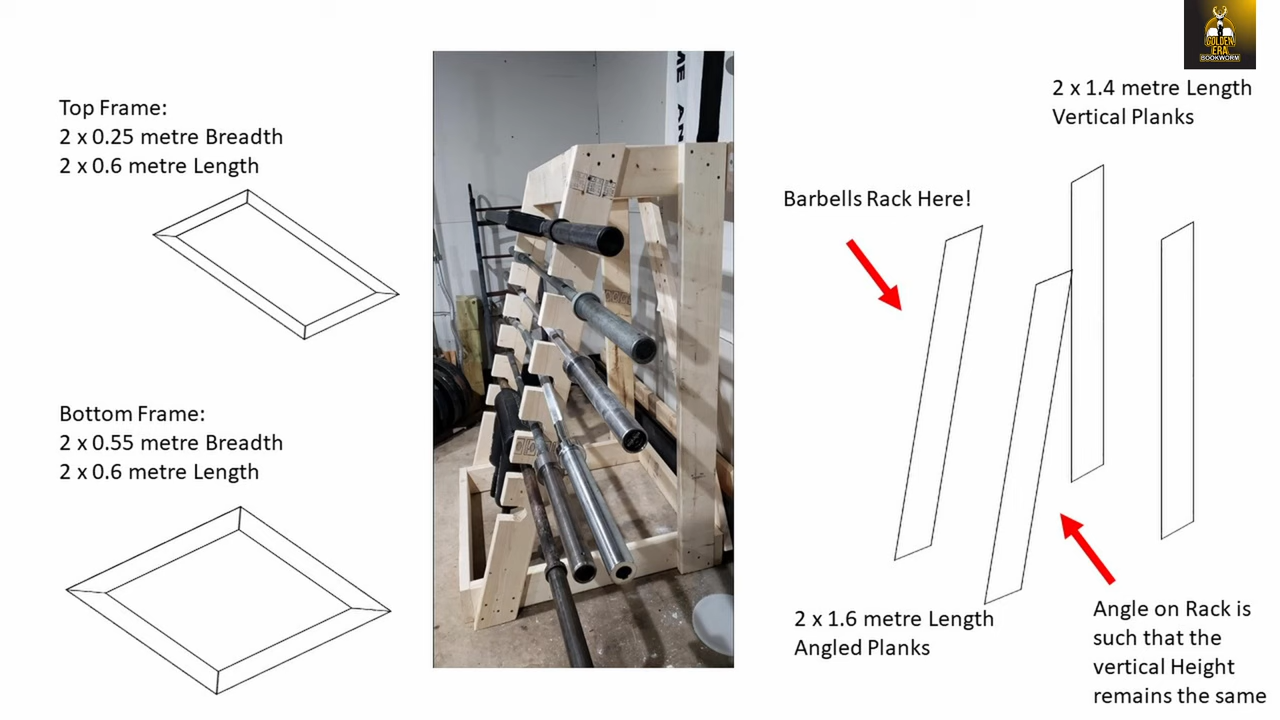 GOLDEN
ERA
BOOKWORM
Top Frame:
2 x 0.25 metre Breadth
2 x 0.6 metre Length
Bottom Frame:
2 x 0.55 metre Breadth
2 x 0.6 metre Length
ME AN
Barbells Rack Here!
2 x 1.4 metre Length
Vertical Planks
2 x 1.6 metre Length
Angled Planks
Angle on Rack is
such that the
vertical Height
remains the same